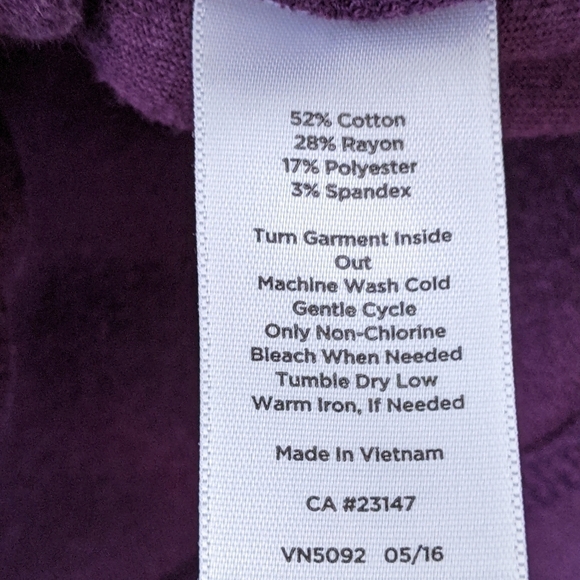 52% Cotton
28% Rayon
17% Polyester
3% Spandex
Turn Garment Inside
Out
Machine Wash Cold
Gentle Cycle
Only Non-Chlorine
Bleach When Needed
Tumble Dry Low
Warm Iron, If Needed
Made In Vietnam
CA #23147
VN5092 05/16